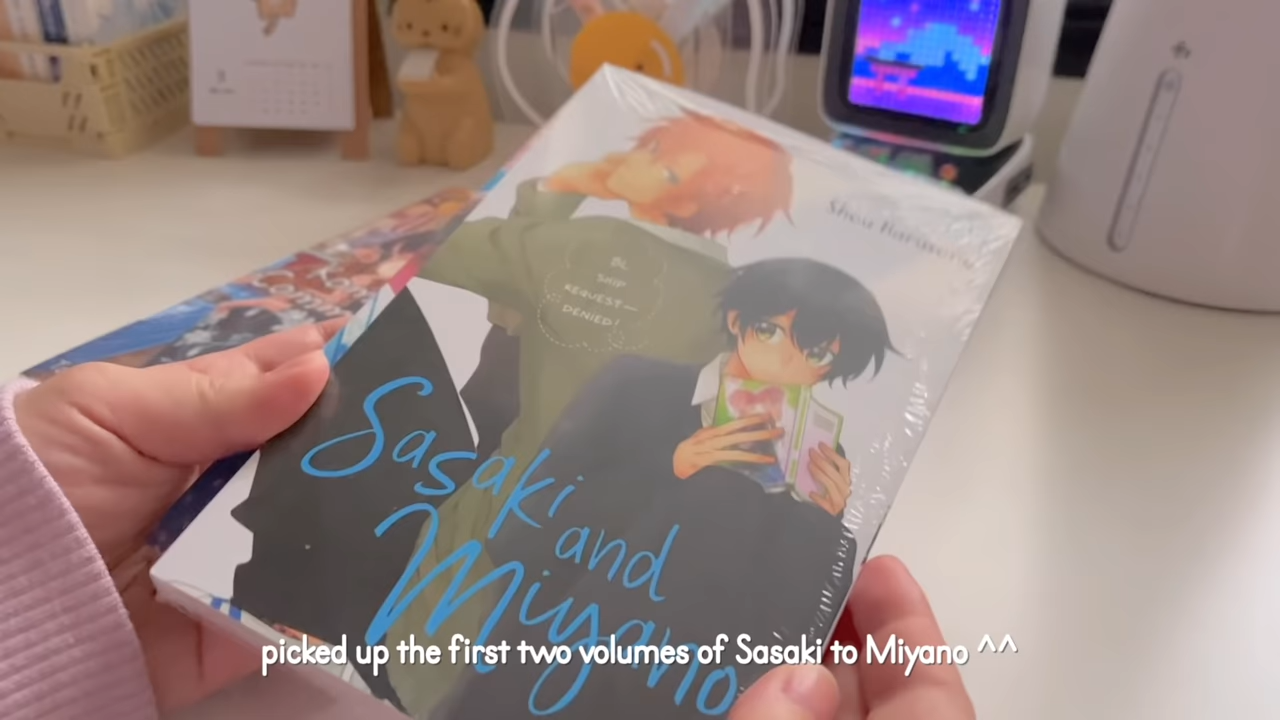 Shou Harusono
BL
SHIP
REQUEST—
DENIED!
Sasaki
and
Miyano
picked up the first two volumes of Sasaki to Miyano ^^